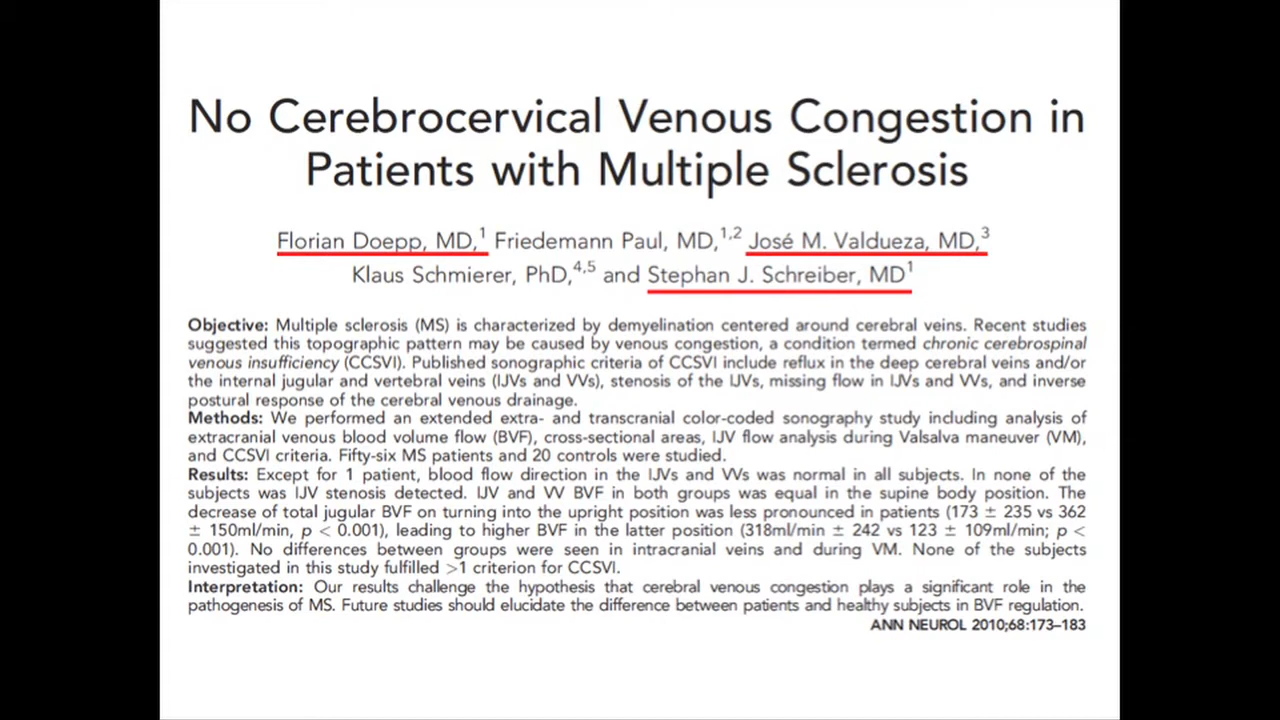 No Cerebrocervical Venous Congestion in
Patients with Multiple Sclerosis
Florian Doepp, MD,1 Friedemann Paul, MD,1,2 José M. Valdueza, MD,3
Klaus Schmierer, PhD,4,5 and Stephan J. Schreiber, MD1
Objective: Multiple sclerosis (MS) is characterized by demyelination centered around cerebral veins. Recent studies
suggested this topographic pattern may be caused by venous congestion, a condition termed chronic cerebrospinal
venous insufficiency (CCSVI). Published sonographic criteria of CCSVI include reflux in the deep cerebral veins and/or
the internal jugular and vertebral veins (IJVs and VVs), stenosis of the IJVs, missing flow in IJVs and VVs, and inverse
postural response of the cerebral venous drainage.
Methods: We performed an extended extra- and transcranial color-coded sonography study including analysis of
extracranial venous blood volume flow (BVF), cross-sectional areas, IJV flow analysis during Valsalva maneuver (VM),
and CCSVI criteria. Fifty-six MS patients and 20 controls were studied.
Results: Except for 1 patient, blood flow direction in the IJVs and VVs was normal in all subjects. In none of the
subjects was IJV stenosis detected. IJV and VV BVF in both groups was equal in the supine body position. The
decrease of total jugular BVF on turning into the upright position was less pronounced in patients (173 ± 235 vs 362
± 150ml/min, p < 0.001), leading to higher BVF in the latter position (318ml/min ± 242 vs 123 ± 109ml/min; p <
0.001). No differences between groups were seen in intracranial veins and during VM. None of the subjects
investigated in this study fulfilled >1 criterion for CCSVI.
Interpretation: Our results challenge the hypothesis that cerebral venous congestion plays a significant role in the
pathogenesis of MS. Future studies should elucidate the difference between patients and healthy subjects in BVF regulation.
ANN NEUROL 2010;68:173–183